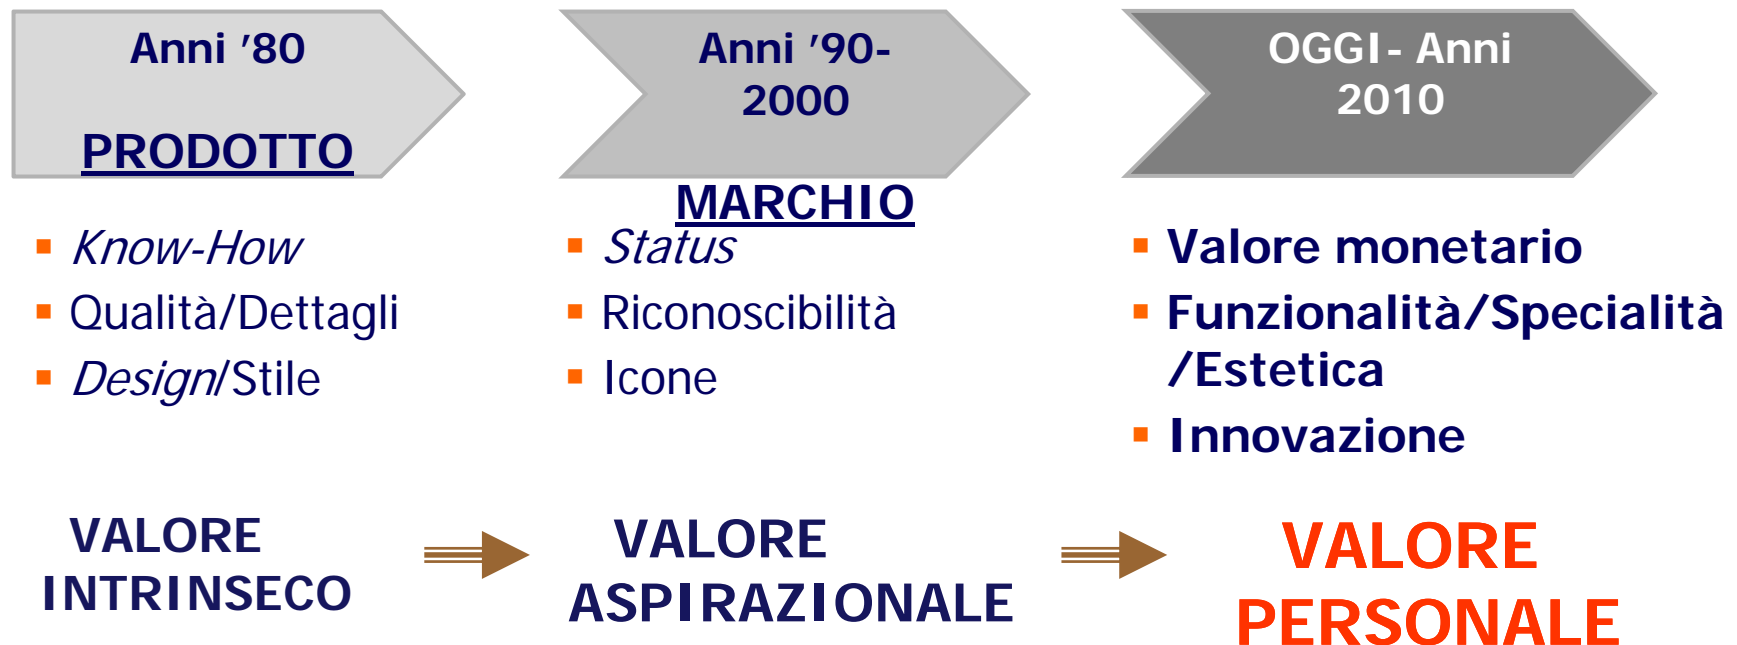 Anni '80
PRODOTTO
Know-How
Qualità/Dettagli
Design/Stile
VALORE
INTRINSECO
Anni '90-
2000
MARCHIO
Status
Riconoscibilità
Icone
VALORE
ASPIRAZIONALE
OGGI- Anni
2010
Valore monetario
Funzionalità/Specialità
/Estetica
Innovazione
VALORE
PERSONALE